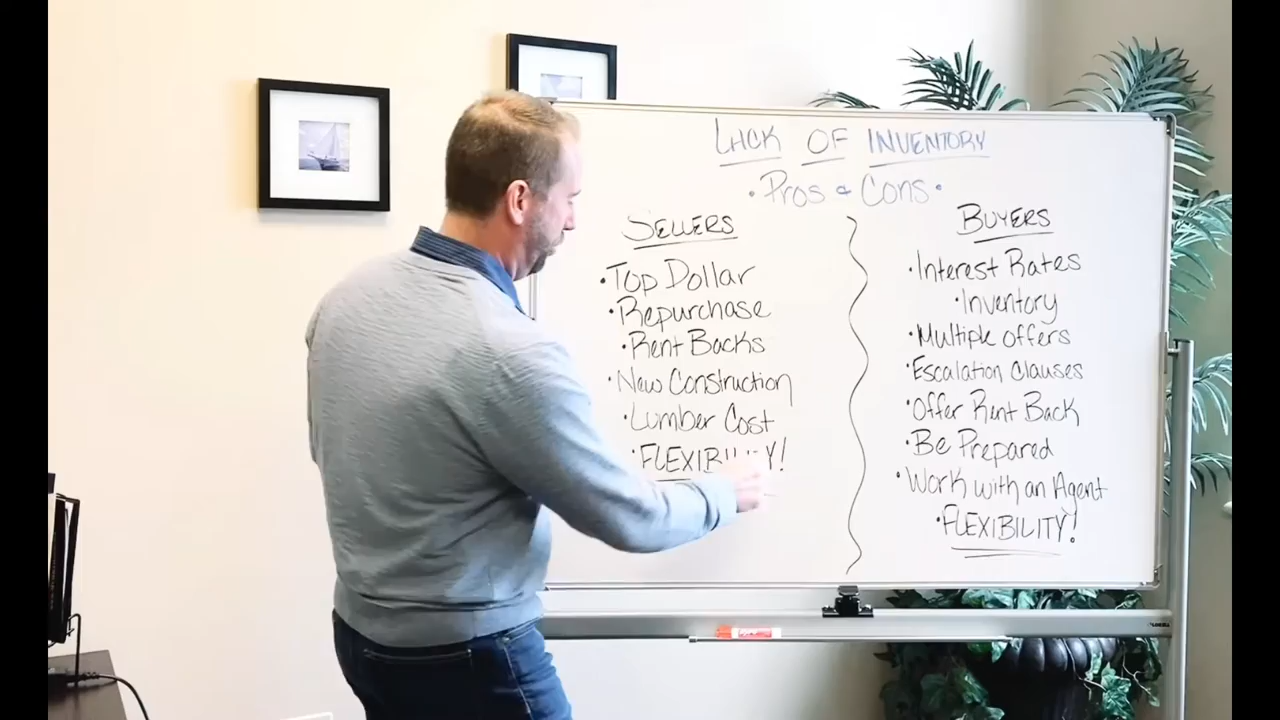 LACK OF INVENTORY
• Pros & Cons •
SELLERS
• Top Dollar
• Repurchase
• Rent Backs
• New Construction
• Lumber Cost
• FLEXIBILITY!
BUYERS
• Interest Rates
• Inventory
• Multiple Offers
• Escalation Clauses
• Offer Rent Back
• Be Prepared
• Work with an Agent
• FLEXIBILITY!